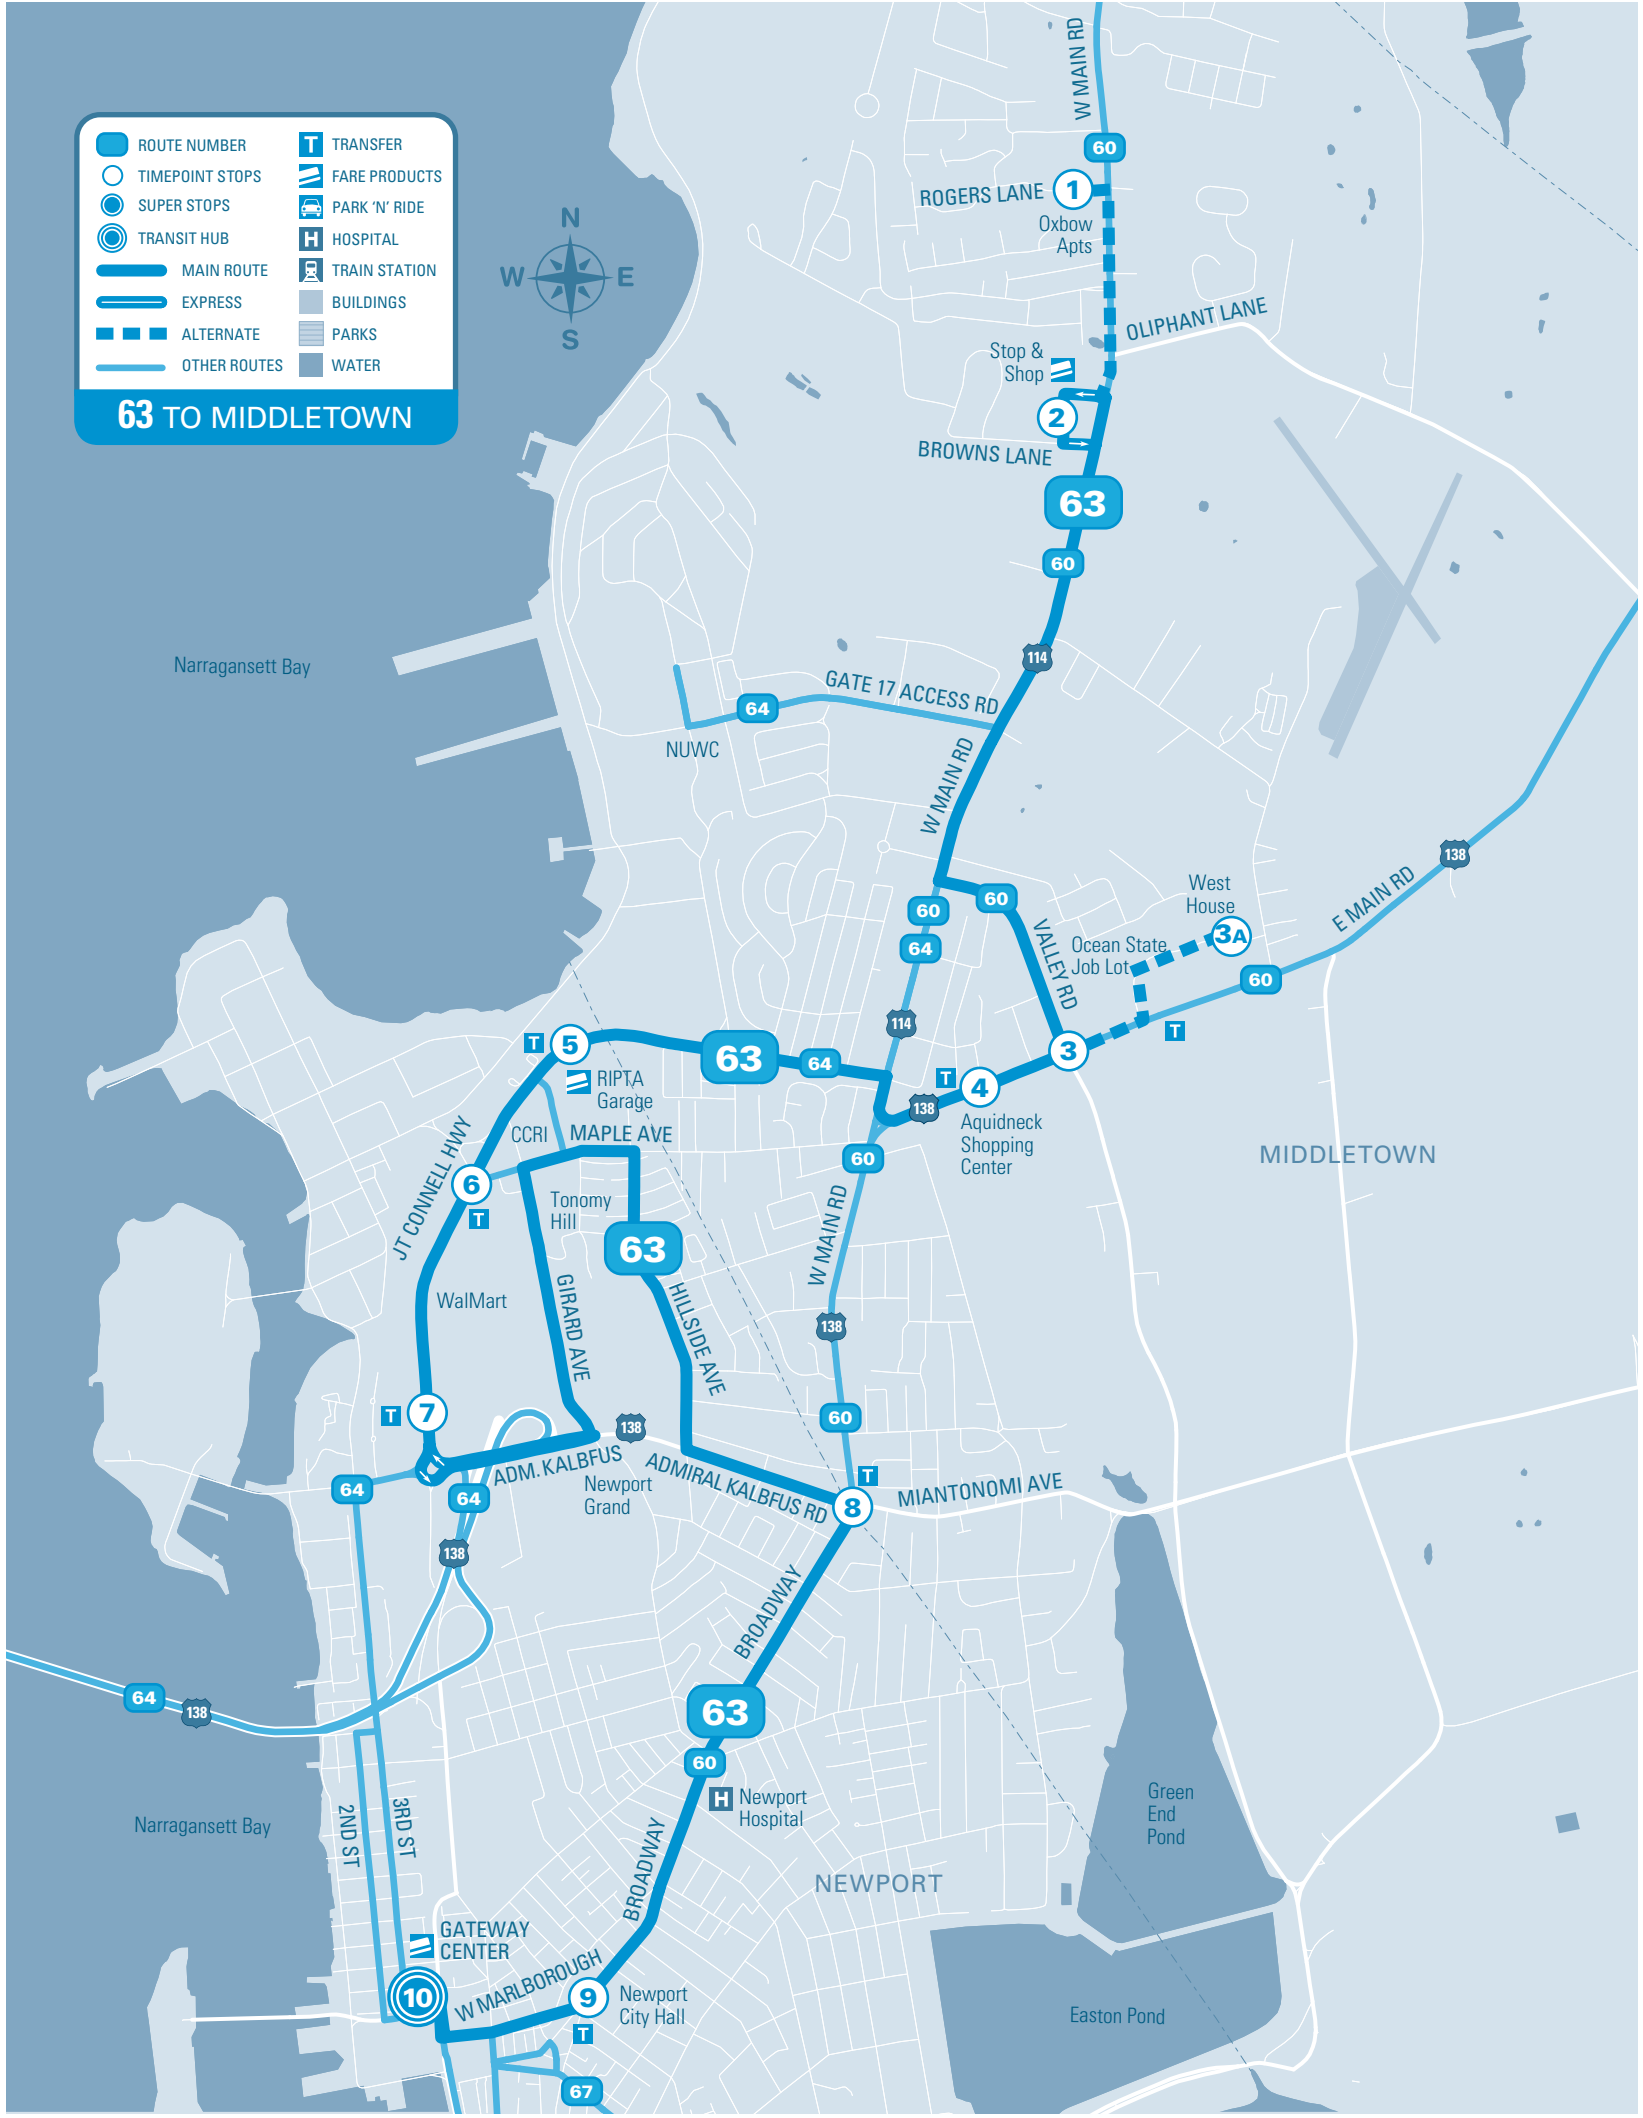 ROUTE NUMBER
TIMEPOINT STOPS
SUPER STOPS
TRANSIT HUB
MAIN ROUTE
EXPRESS
ALTERNATE
OTHER ROUTES
T TRANSFER
FARE PRODUCTS
PARK ‘N’ RIDE
H HOSPITAL
TRAIN STATION
BUILDINGS
PARKS
WATER
63 TO MIDDLETOWN
N
W E
S
W MAIN RD
60
ROGERS LANE
1
Oxbow
Apts
OLIPHANT LANE
Stop &
Shop
2
BROWNS LANE
63
60
114
Narragansett Bay
GATE 17 ACCESS RD
64
NUWC
W MAIN RD
138
E MAIN RD
West
House
3A
60
60
64
VALLEY RD
Ocean State
Job Lot
60
T
114
3
T
5
63
64
T
4
138
RIPTA
Garage
Aquidneck
Shopping
Center
CCRI
MAPLE AVE
JT CONNELL HWY
60
MIDDLETOWN
6
T
Tonomy
Hill
W MAIN RD
63
GIRARD AVE
HILLSIDE AVE
WalMart
138
T
7
138
60
ADM. KALBFUS
ADMIRAL KALBFUS RD
Newport
Grand
T
8
MIANTONOMI AVE
64
64
138
BROADWAY
64
138
63
60
H Newport
Hospital
Green
End
Pond
Narragansett Bay
2ND ST
3RD ST
BROADWAY
NEWPORT
GATEWAY
CENTER
W MARLBOROUGH
10
9
Newport
City Hall
T
Easton Pond
67